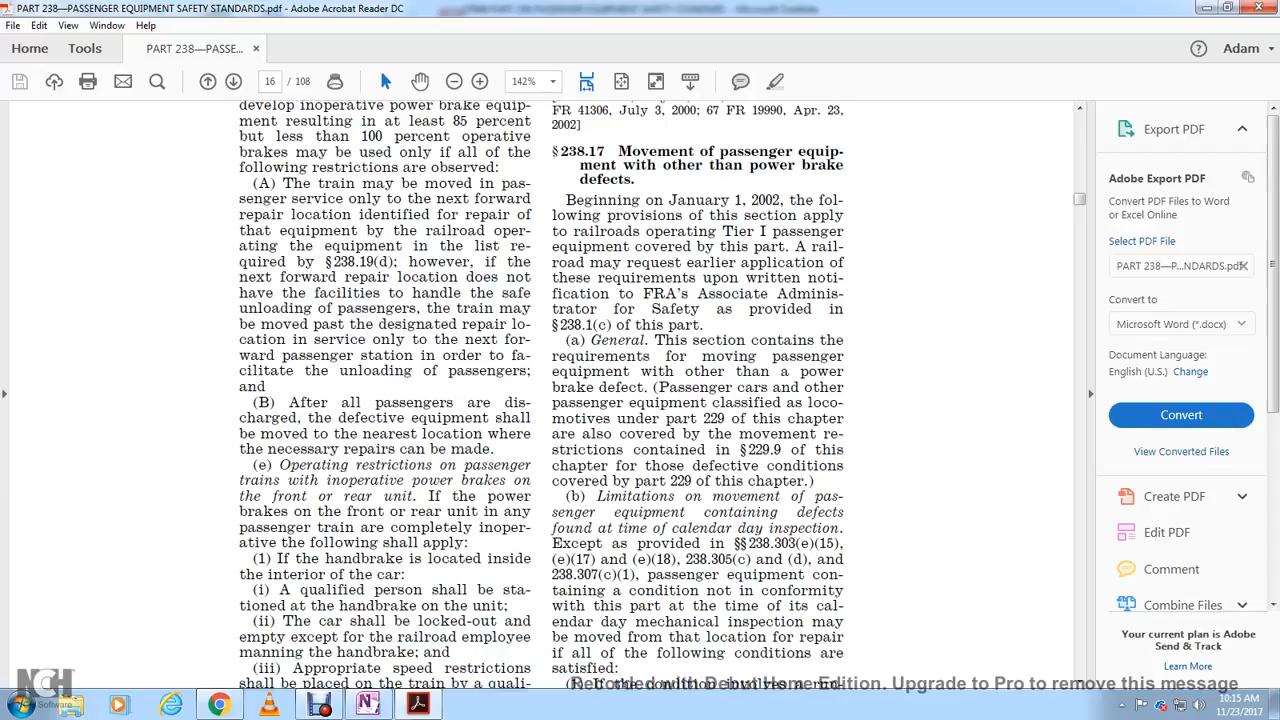 PART 238—PASSENGER EQUIPMENT SAFETY STANDARDS.pdf - Adobe Acrobat Reader DC
File Edit View Window Help
Home Tools PART 238—PASSE... × Adam
16 / 108 142%
develop inoperative power brake equip-
ment resulting in at least 85 percent
but less than 100 percent operative
brakes may be used only if all of the
following restrictions are observed:
(A) The train may be moved in pas-
senger service only to the next forward
repair location identified for repair of
that equipment by the railroad oper-
ating the equipment in the list re-
quired by §238.19(d); however, if the
next forward repair location does not
have the facilities to handle the safe
unloading of passengers, the train may
be moved past the designated repair lo-
cation in service only to the next for-
ward passenger station in order to fa-
cilitate the unloading of passengers;
and
(B) After all passengers are dis-
charged, the defective equipment shall
be moved to the nearest location where
the necessary repairs can be made.
(e) Operating restrictions on passenger
trains with inoperative power brakes on
the front or rear unit. If the power
brakes on the front or rear unit in any
passenger train are completely inoper-
ative the following shall apply:
(1) If the handbrake is located inside
the interior of the car:
(i) A qualified person shall be sta-
tioned at the handbrake on the unit;
(ii) The car shall be locked-out and
empty except for the railroad employee
manning the handbrake; and
(iii) Appropriate speed restrictions
shall be placed on the train by a quali-
FR 41306, July 3, 2000; 67 FR 19990, Apr. 23,
2002]
§238.17 Movement of passenger equip-
ment with other than power brake
defects.
Beginning on January 1, 2002, the fol-
lowing provisions of this section apply
to railroads operating Tier I passenger
equipment covered by this part. A rail-
road may request earlier application of
these requirements upon written noti-
fication to FRA's Associate Adminis-
trator for Safety as provided in
§238.1(c) of this part.
(a) General. This section contains the
requirements for moving passenger
equipment with other than a power
brake defect. (Passenger cars and other
passenger equipment classified as loco-
motives under part 229 of this chapter
are also covered by the movement re-
strictions contained in §229.9 of this
chapter for those defective conditions
covered by part 229 of this chapter.)
(b) Limitations on movement of pas-
senger equipment containing defects
found at time of calendar day inspection.
Except as provided in §§238.303(e)(15),
(e)(17) and (e)(18), 238.305(c) and (d), and
238.307(c)(1), passenger equipment con-
taining a condition not in conformity
with this part at the time of its cal-
endar day mechanical inspection may
be moved from that location for repair
if all of the following conditions are
satisfied:
Export PDF
Adobe Export PDF
Convert PDF Files to Word
or Excel Online
Select PDF File
PART 238—P...NDARDS.pdf
Convert to
Microsoft Word (*.docx)
Document Language:
English (U.S.) Change
Convert
View Converted Files
Create PDF
Edit PDF
Comment
Combine Files
Your current plan is Adobe
Send & Track
Learn More
Recorded with Debut Home Edition. Upgrade to Pro to remove this message
NCH
Software
10:15 AM
11/23/2017